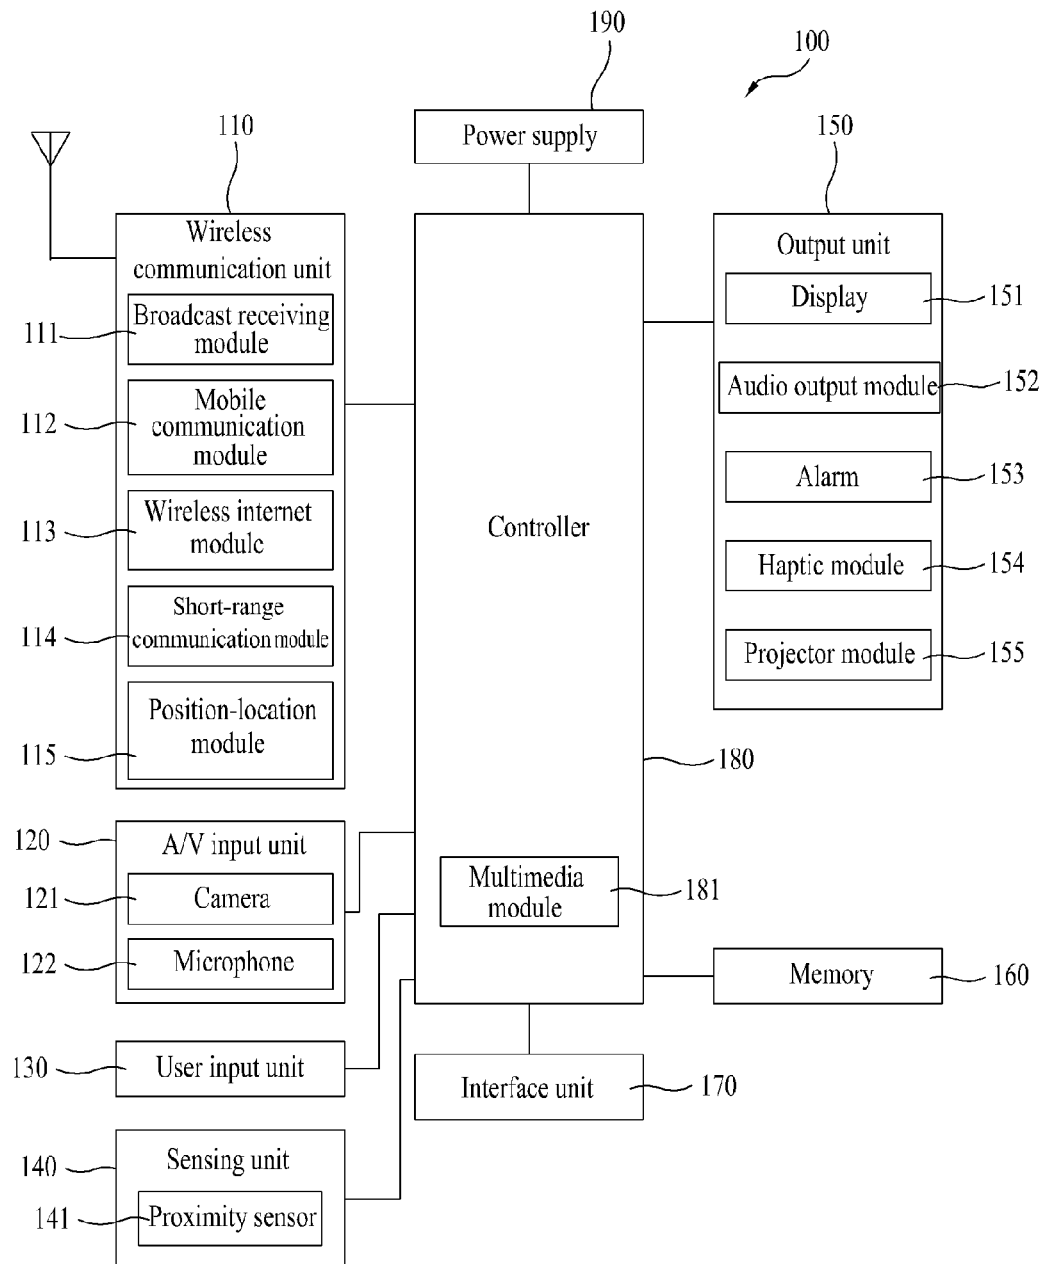 190
100
Power supply
110
Wireless
communication unit
111
Broadcast receiving
module
112
Mobile
communication
module
113
Wireless internet
module
114
Short-range
communication module
115
Position-location
module
120
A/V input unit
121
Camera
122
Microphone
130
User input unit
140
Sensing unit
141
Proximity sensor
Controller
180
Multimedia
module
181
Interface unit
170
150
Output unit
Display
151
Audio output module
152
Alarm
153
Haptic module
154
Projector module
155
Memory
160